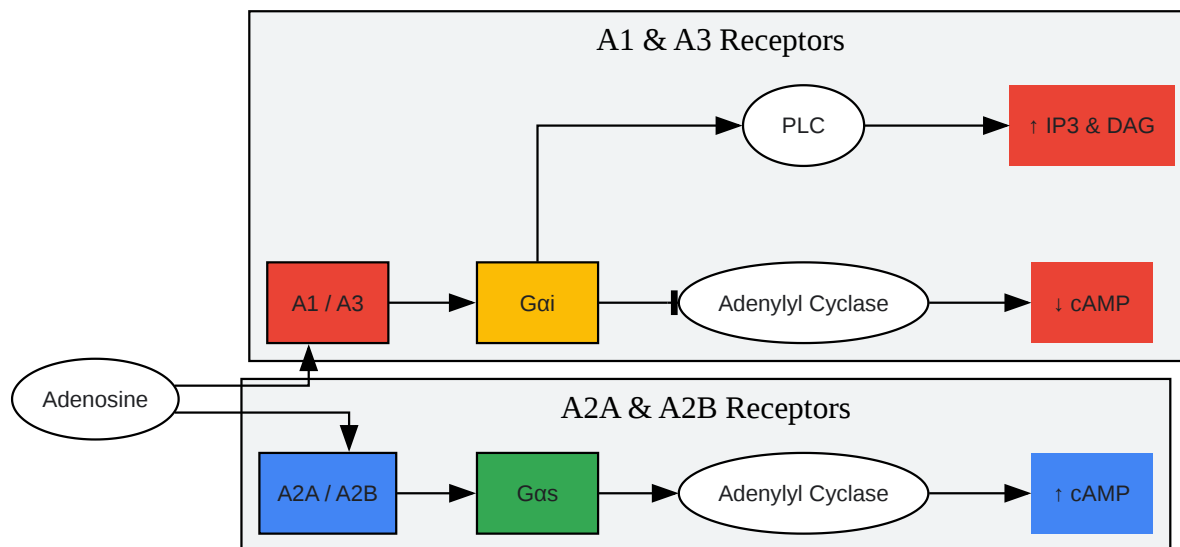 A1 & A3 Receptors
PLC
↑ IP3 & DAG
A1 / A3
Gαi
Adenylyl Cyclase
↓ cAMP
Adenosine
A2A & A2B Receptors
A2A / A2B
Gαs
Adenylyl Cyclase
↑ cAMP